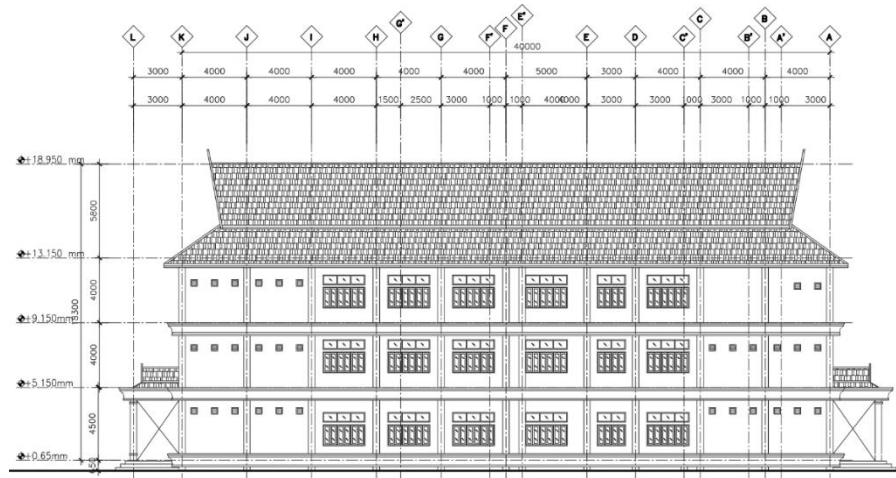 L K J I H G' G F' F E' E D C' C B' B A' A
40000
3000 4000 4000 4000 4000 4000 5000 3000 4000 4000 4000
3000 4000 4000 4000 1500 2500 3000 1000 1000 4000 3000 3000 1000 3000 1000 1000 3000
+18.950 mm
5800
+13.150 mm
4000
+9.150mm
4000
+5.150mm
4500
+0.65mm
650